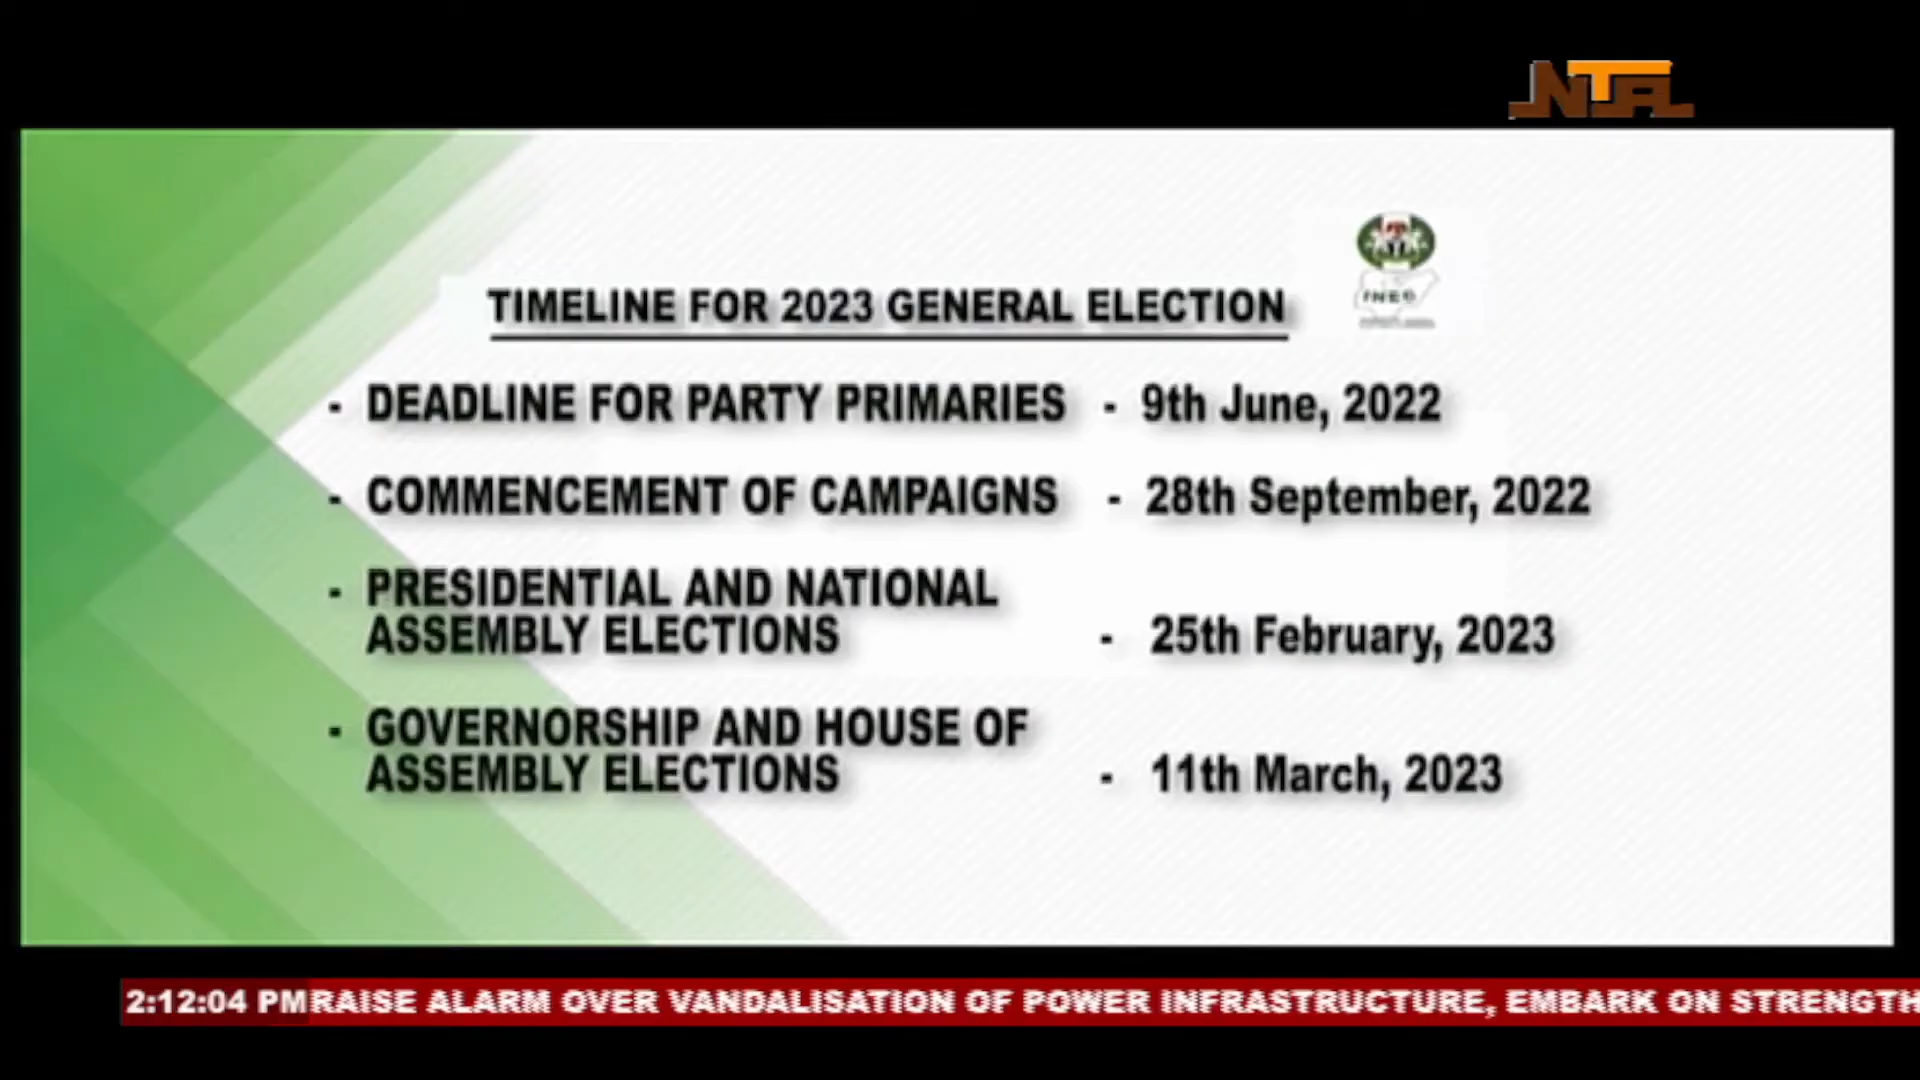 NTA
TIMELINE FOR 2023 GENERAL ELECTION
INEC
- DEADLINE FOR PARTY PRIMARIES - 9th June, 2022
- COMMENCEMENT OF CAMPAIGNS - 28th September, 2022
- PRESIDENTIAL AND NATIONAL
ASSEMBLY ELECTIONS - 25th February, 2023
- GOVERNORSHIP AND HOUSE OF
ASSEMBLY ELECTIONS - 11th March, 2023
2:12:04 PM RAISE ALARM OVER VANDALISATION OF POWER INFRASTRUCTURE, EMBARK ON STRENGTH